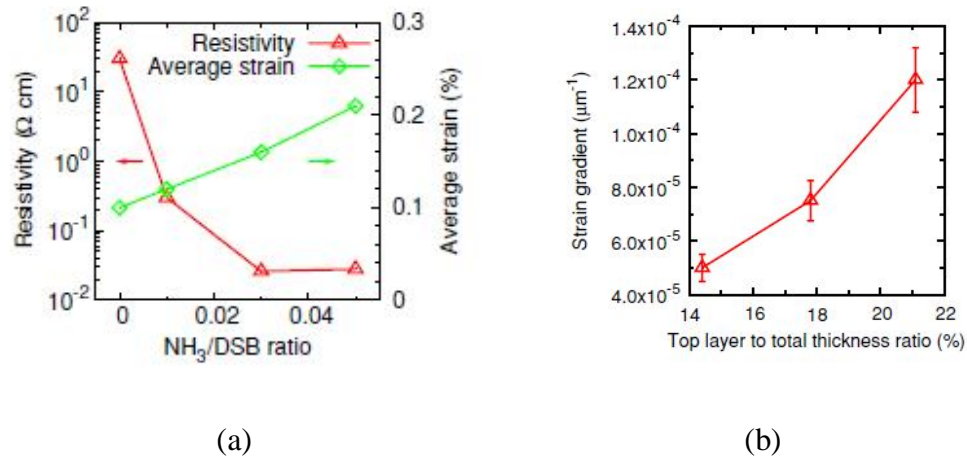 10²
10¹
10⁰
10⁻¹
10⁻²
Resistivity (Ω cm)
Resistivity
Average strain
0.3
0.2
0.1
0
Average strain (%)
0 0.02 0.04
NH₃/DSB ratio
(a)
1.4x10⁻⁴
1.2x10⁻⁴
1.0x10⁻⁴
8.0x10⁻⁵
6.0x10⁻⁵
4.0x10⁻⁵
Strain gradient (μm⁻¹)
14 16 18 20 22
Top layer to total thickness ratio (%)
(b)